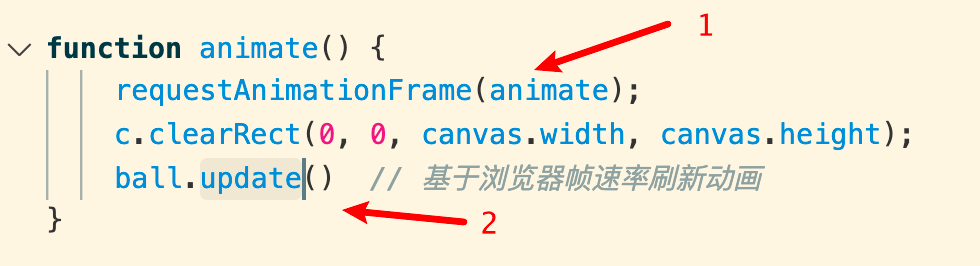 1
function animate() {
requestAnimationFrame(animate);
c.clearRect(0, 0, canvas.width, canvas.height);
ball.update() // 基于浏览器帧速率刷新动画
2
}